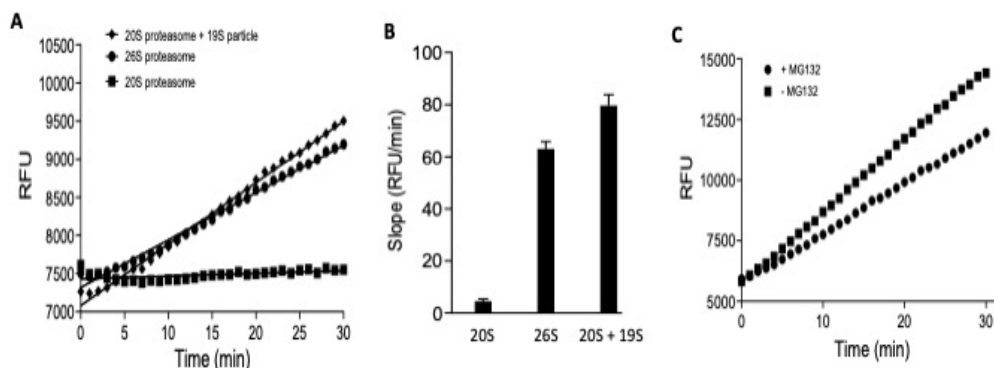 A
20S proteasome + 19S particle
26S proteasome
20S proteasome
10500
10000
9500
9000
8500
8000
7500
7000
RFU
0 5 10 15 20 25 30
Time (min)
B
100
80
60
40
20
0
Slope (RFU/min)
20S 26S 20S + 19S
C
+ MG132
- MG132
15000
12500
10000
7500
5000
RFU
0 10 20 30
Time (min)